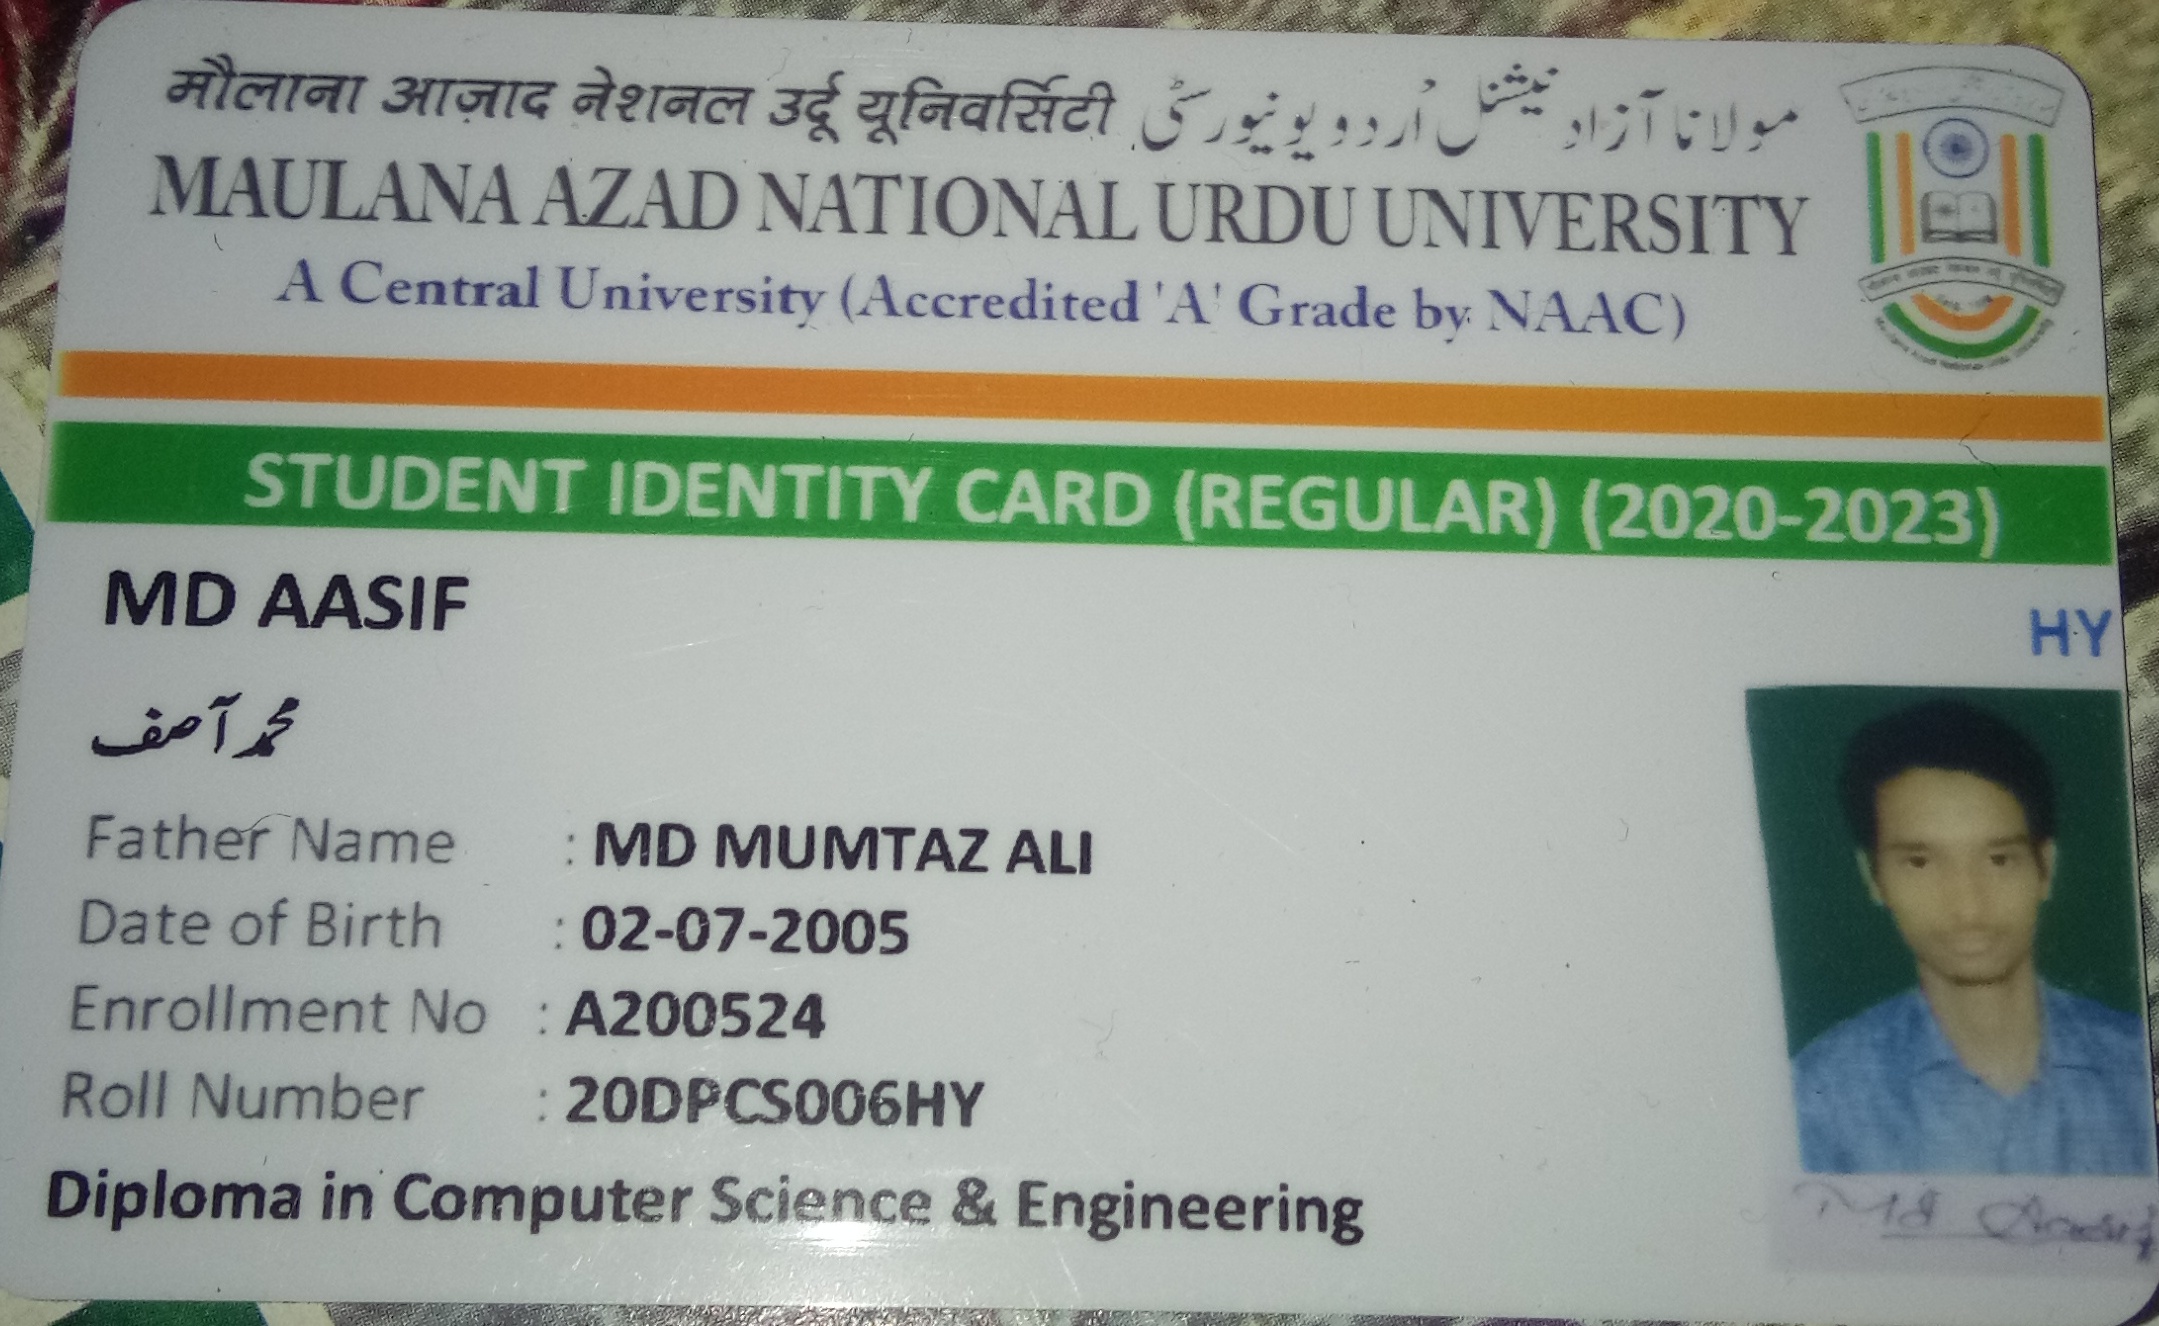 मौलाना आज़ाद नेशनल उर्दू यूनिवर्सिटी مولانا آزاد نیشنل اُردو یونیورسٹی
MAULANA AZAD NATIONAL URDU UNIVERSITY
A Central University (Accredited 'A' Grade by NAAC)
STUDENT IDENTITY CARD (REGULAR) (2020-2023)
MD AASIF
HY
محمد آصف
Father Name : MD MUMTAZ ALI
Date of Birth : 02-07-2005
Enrollment No : A200524
Roll Number : 20DPCS006HY
Diploma in Computer Science & Engineering
Md Aasif